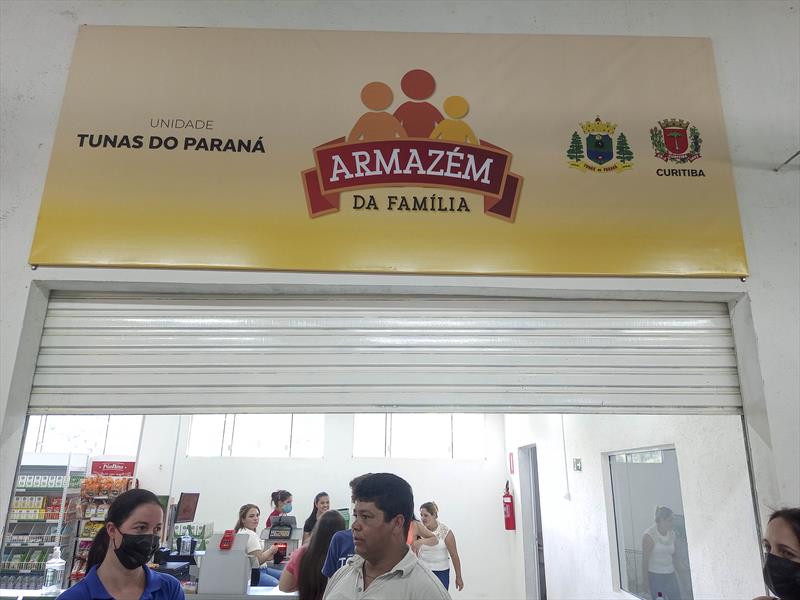 UNIDADE
TUNAS DO PARANÁ
ARMAZÉM
DA FAMÍLIA
CURITIBA